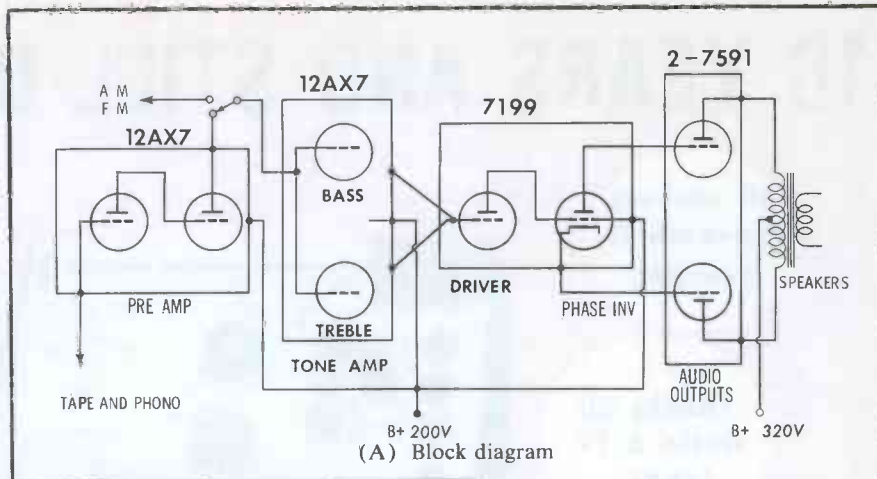 2-7591
12AX7
A M
F M
7199
12AX7
BASS
DRIVER
PHASE INV
SPEAKERS
PRE AMP
TREBLE
TONE AMP
AUDIO
OUTPUTS
TAPE AND PHONO
B+ 200V
B+ 320V
(A) Block diagram